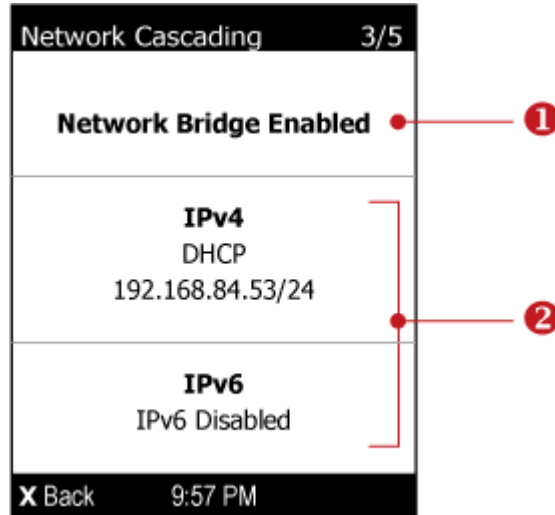 Network Cascading 3/5
Network Bridge Enabled
1
IPv4
DHCP
192.168.84.53/24
2
IPv6
IPv6 Disabled
X Back 9:57 PM